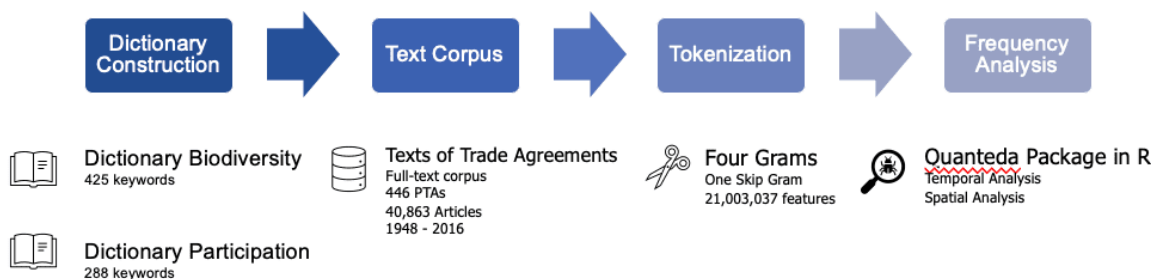 Dictionary
Construction
Text Corpus
Tokenization
Frequency
Analysis
Dictionary Biodiversity
425 keywords
Dictionary Participation
288 keywords
Texts of Trade Agreements
Full-text corpus
446 PTAs
40,863 Articles
1948 - 2016
Four Grams
One Skip Gram
21,003,037 features
Quanteda Package in R
Temporal Analysis
Spatial Analysis